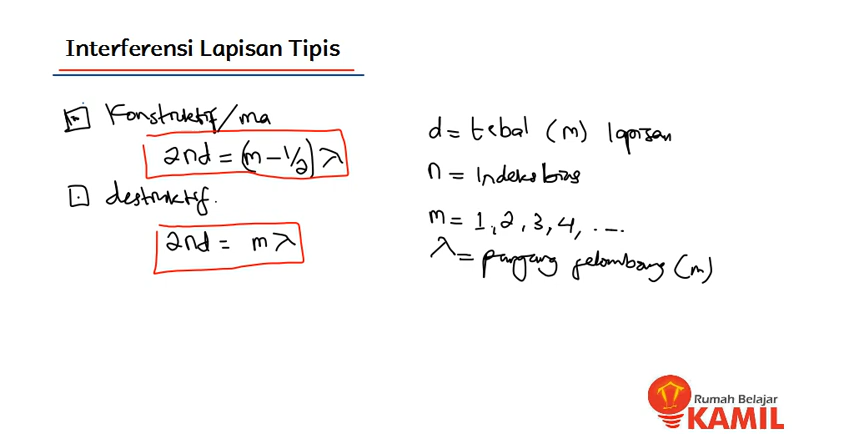 Interferensi Lapisan Tipis
Konstruktif/ma
2nd = (m - 1/2) λ
destruktif.
2nd = m λ
d = tebal (m) lapisan
n = Indeks bias
m = 1, 2, 3, 4, ....
λ = panjang gelombang (m)
Rumah Belajar
KAMIL